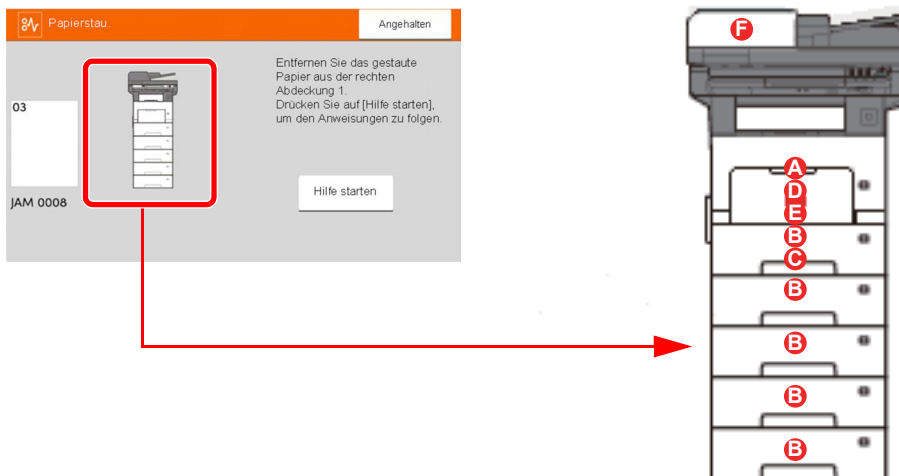 Papierstau.
Angehalten
Entfernen Sie das gestaute
Papier aus der rechten
Abdeckung 1.
Drücken Sie auf [Hilfe starten],
um den Anweisungen zu folgen.
03
JAM 0008
Hilfe starten
F
A
D
E
B
C
B
B
B
B